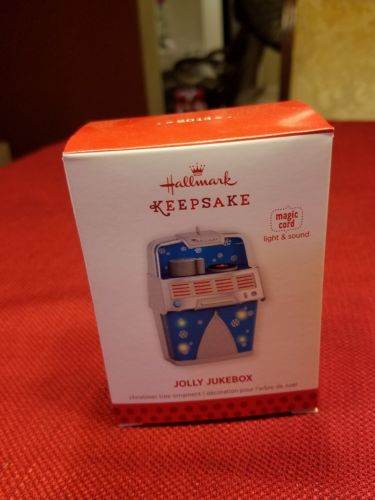 Hallmark
KEEPSAKE
magic
cord
light & sound
JOLLY JUKEBOX
christmas tree ornament | décoration pour l'arbre de noël